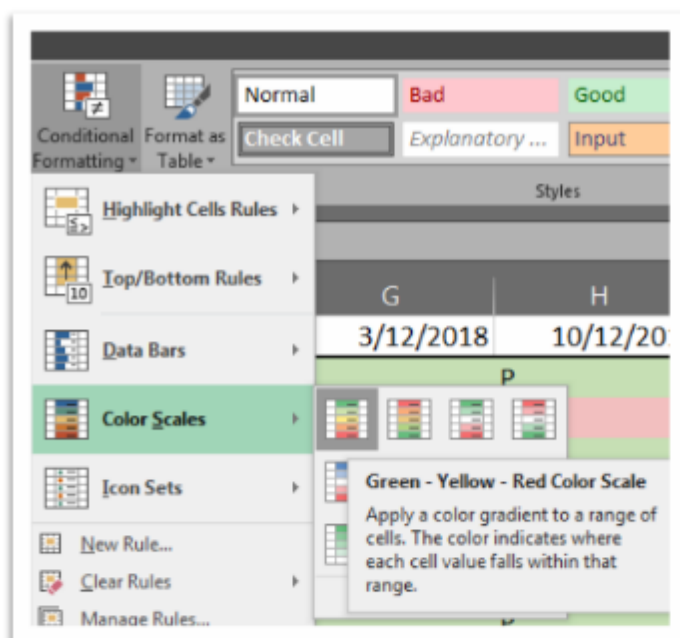 Normal Bad Good
Conditional Format as Check Cell Explanatory ... Input
Formatting Table
Styles
Highlight Cells Rules
Top/Bottom Rules
10
G H
Data Bars
3/12/2018 10/12/20
P
Color Scales
Green - Yellow - Red Color Scale
Icon Sets
Apply a color gradient to a range of
cells. The color indicates where
each cell value falls within that
range.
New Rule...
Clear Rules
Manage Rules...